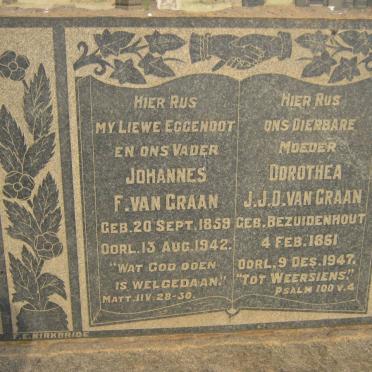 HIER RUS
MY LIEWE EGGENOOT
EN ONS VADER
JOHANNES
F. VAN GRAAN
GEB. 20 SEPT. 1859
OORL. 13 AUG. 1942.
"WAT GOD DOEN
IS WELGEDAAN."
MATT. IIV. 28-30.
HIER RUS
ONS DIERBARE
MOEDER
DOROTHEA
J.J.D. VAN GRAAN
GEB. BEZUIDENHOUT
4 FEB. 1861
OORL. 9 DES. 1947.
"TOT WEERSIENS."
PSALM 100 V. 4
F.E. KIRKBRIDE